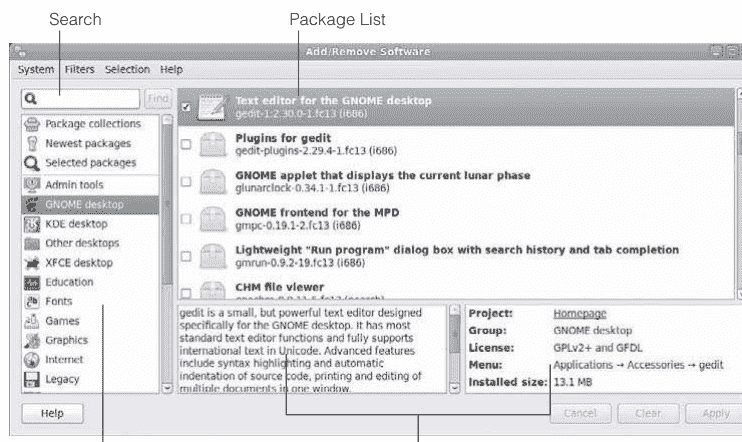 Search
Package List
Add/Remove Software
System Filters Selection Help
Find
Package collections
Newest packages
Selected packages
Admin tools
GNOME desktop
KDE desktop
Other desktops
XFCE desktop
Education
Fonts
Games
Graphics
Internet
Legacy
Text editor for the GNOME desktop
gedit-1:2.30.0-1.fc13 (i686)
Plugins for gedit
gedit-plugins-2.29.4-1.fc13 (i686)
GNOME applet that displays the current lunar phase
glunarclock-0.34.1-1.fc13 (i686)
GNOME frontend for the MPD
gmpc-0.19.1-2.fc13 (i686)
Lightweight "Run program" dialog box with search history and tab completion
gmrun-0.9.2-19.fc13 (i686)
CHM file viewer
gedit is a small, but powerful text editor designed
specifically for the GNOME desktop. It has most
standard text editor functions and fully supports
international text in Unicode. Advanced features
include syntax highlighting and automatic
indentation of source code, printing and editing of
multiple documents in one window.
Project: Homepage
Group: GNOME desktop
License: GPLv2+ and GFDL
Menu: Applications → Accessories → gedit
Installed size: 13.1 MB
Help
Cancel
Clear
Apply